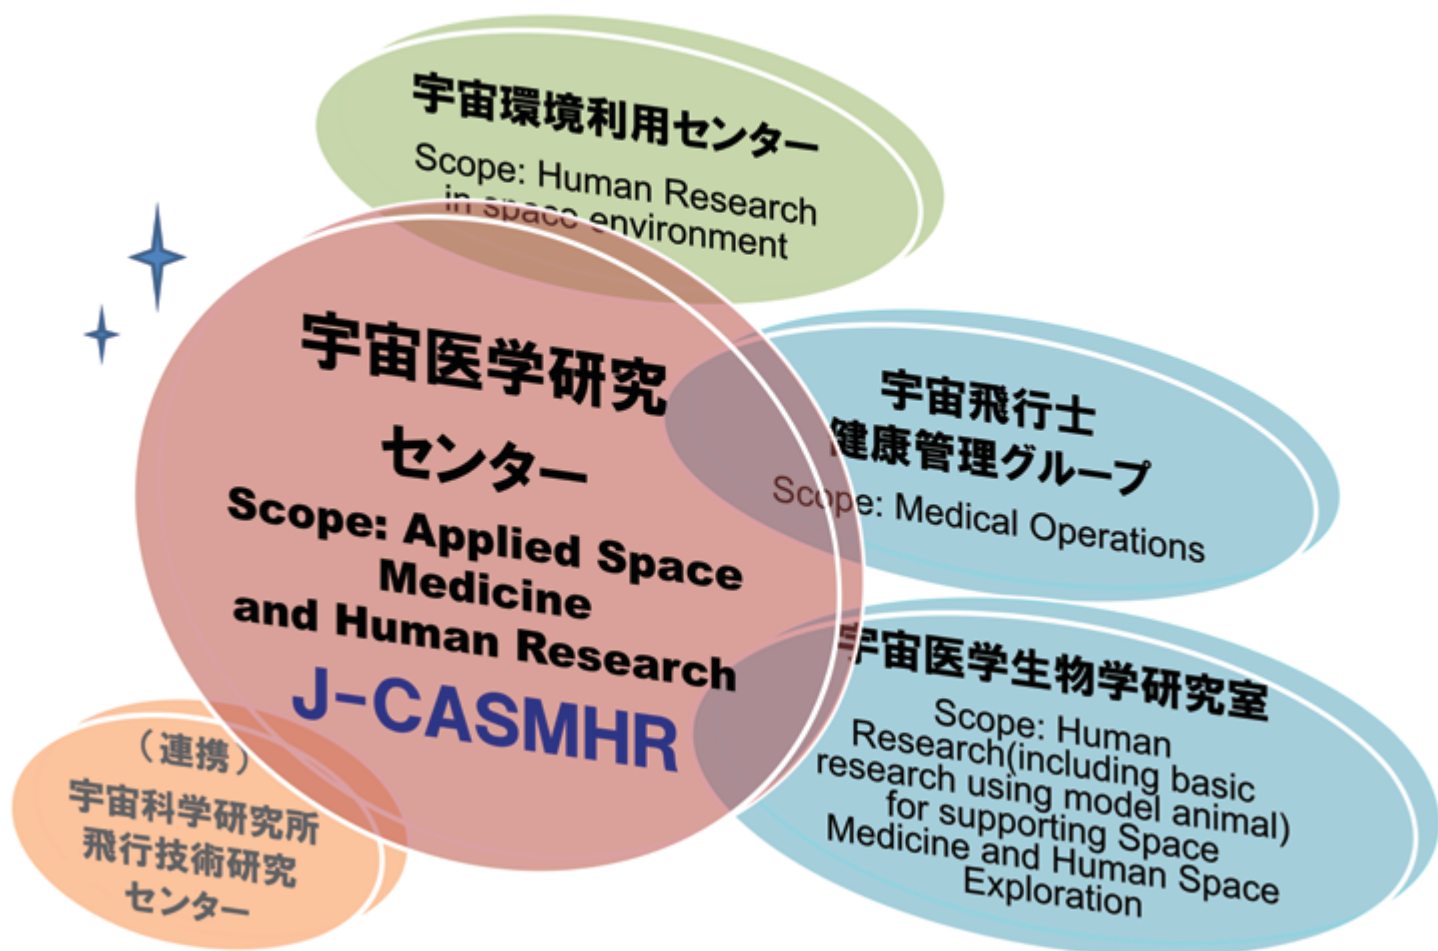 宇宙環境利用センター
Scope: Human Research
in space environment
宇宙医学研究
センター
Scope: Applied Space
Medicine
and Human Research
J-CASMHR
宇宙飛行士
健康管理グループ
Scope: Medical Operations
宇宙医学生物学研究室
Scope: Human
Research(including basic
research using model animal)
for supporting Space
Medicine and Human Space
Exploration
（連携）
宇宙科学研究所
飛行技術研究
センター